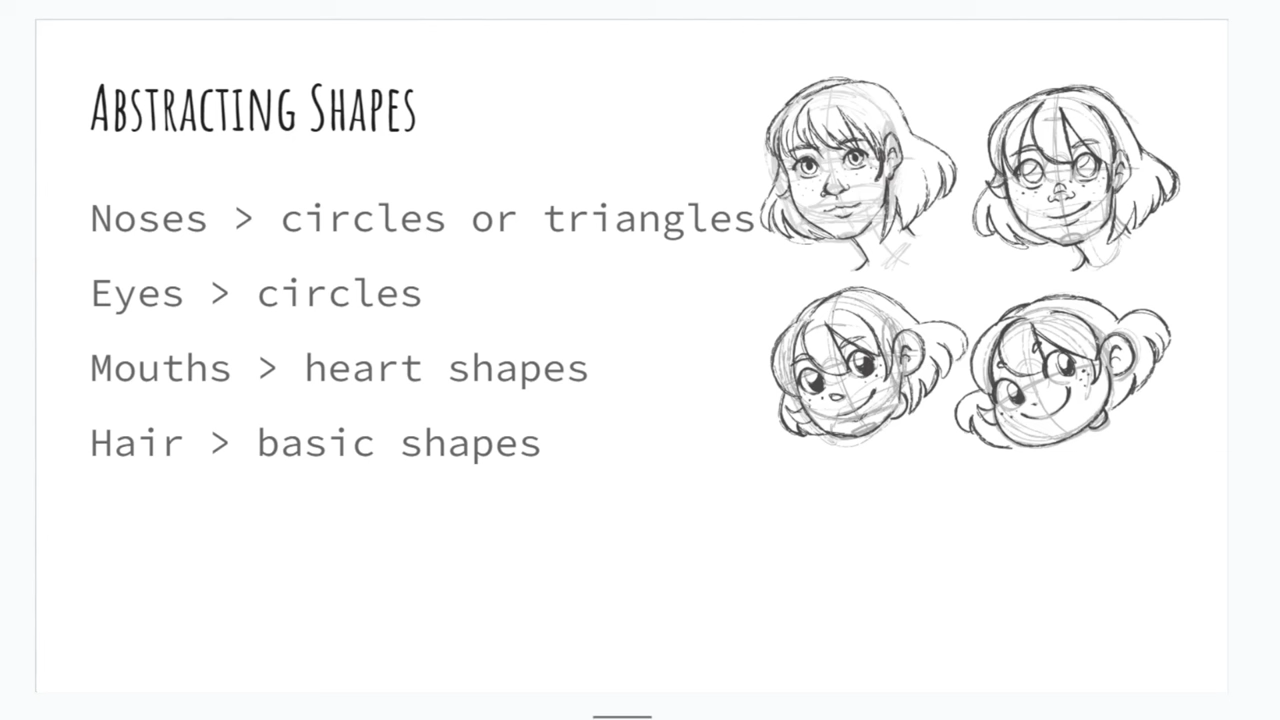 Abstracting Shapes
Noses > circles or triangles
Eyes > circles
Mouths > heart shapes
Hair > basic shapes